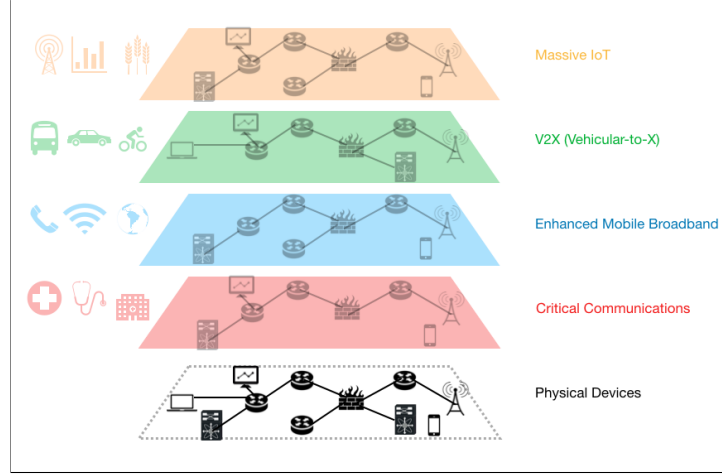 Massive IoT
V2X (Vehicular-to-X)
Enhanced Mobile Broadband
Critical Communications
Physical Devices